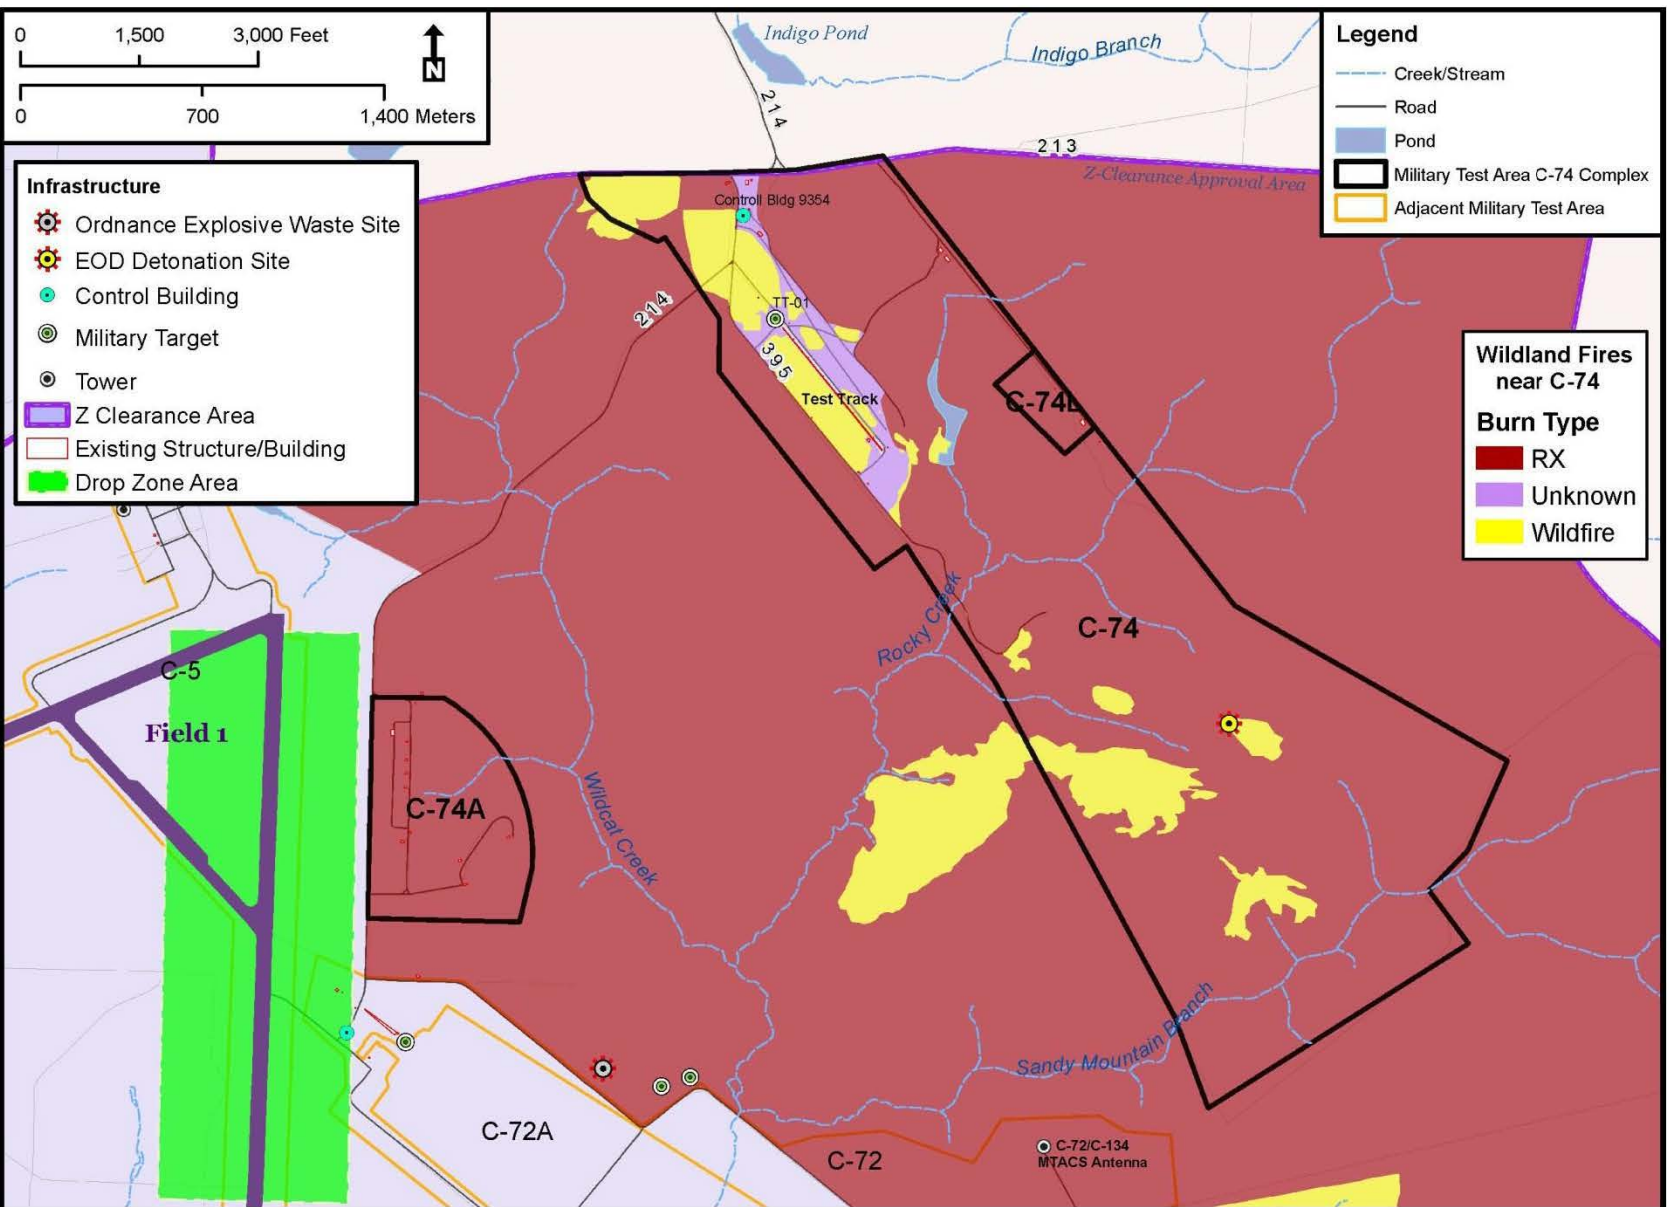 0 1,500 3,000 Feet
N
0 700 1,400 Meters
Infrastructure
Ordnance Explosive Waste Site
EOD Detonation Site
Control Building
Military Target
Tower
Z Clearance Area
Existing Structure/Building
Drop Zone Area
Legend
Creek/Stream
Road
Pond
Military Test Area C-74 Complex
Adjacent Military Test Area
Wildland Fires
near C-74
Burn Type
RX
Unknown
Wildfire
Indigo Pond
Indigo Branch
214
213
Z-Clearance Approval Area
Controll Bldg 9354
214
TT-01
395
Test Track
C-74L
Rocky Creek
C-74
C-5
Field 1
C-74A
Wildcat Creek
Sandy Mountain Branch
C-72A
C-72
C-72/C-134
MTACS Antenna